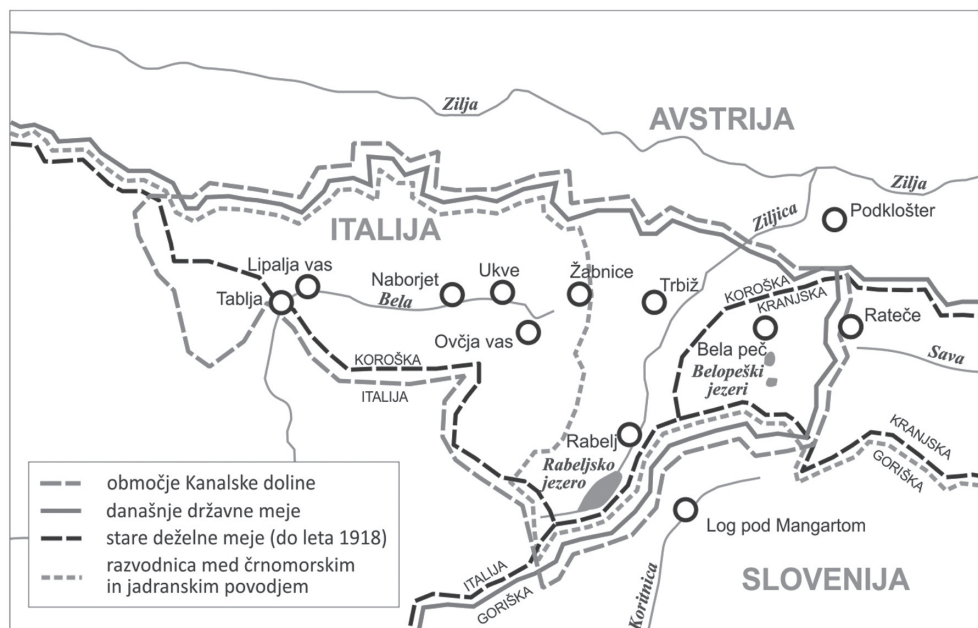 Zilja
AVSTRIJA
Zilja
Ziljica
Podklošter
ITALIJA
Lipalja vas
Naborjet
Ukve
Žabnice
Trbiž
KOROŠKA
KRANJSKA
Tablja
Bela
Rateče
Ovčja vas
Bela peč
Sava
KOROŠKA
Belopeški
jezeri
ITALIJA
Rabelj
KRANJSKA
GORIŠKA
Rabeljsko
jezero
območje Kanalske doline
današnje državne meje
stare deželne meje (do leta 1918)
razvodnica med črnomorskim
in jadranskim povodjem
Log pod Mangartom
ITALIJA
GORIŠKA
Koritnica
SLOVENIJA